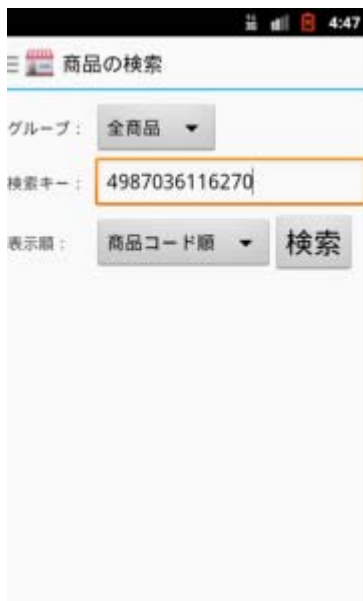 4:47
商品の検索
グループ： 全商品
検索キー： 4987036116270
表示順： 商品コード順 検索